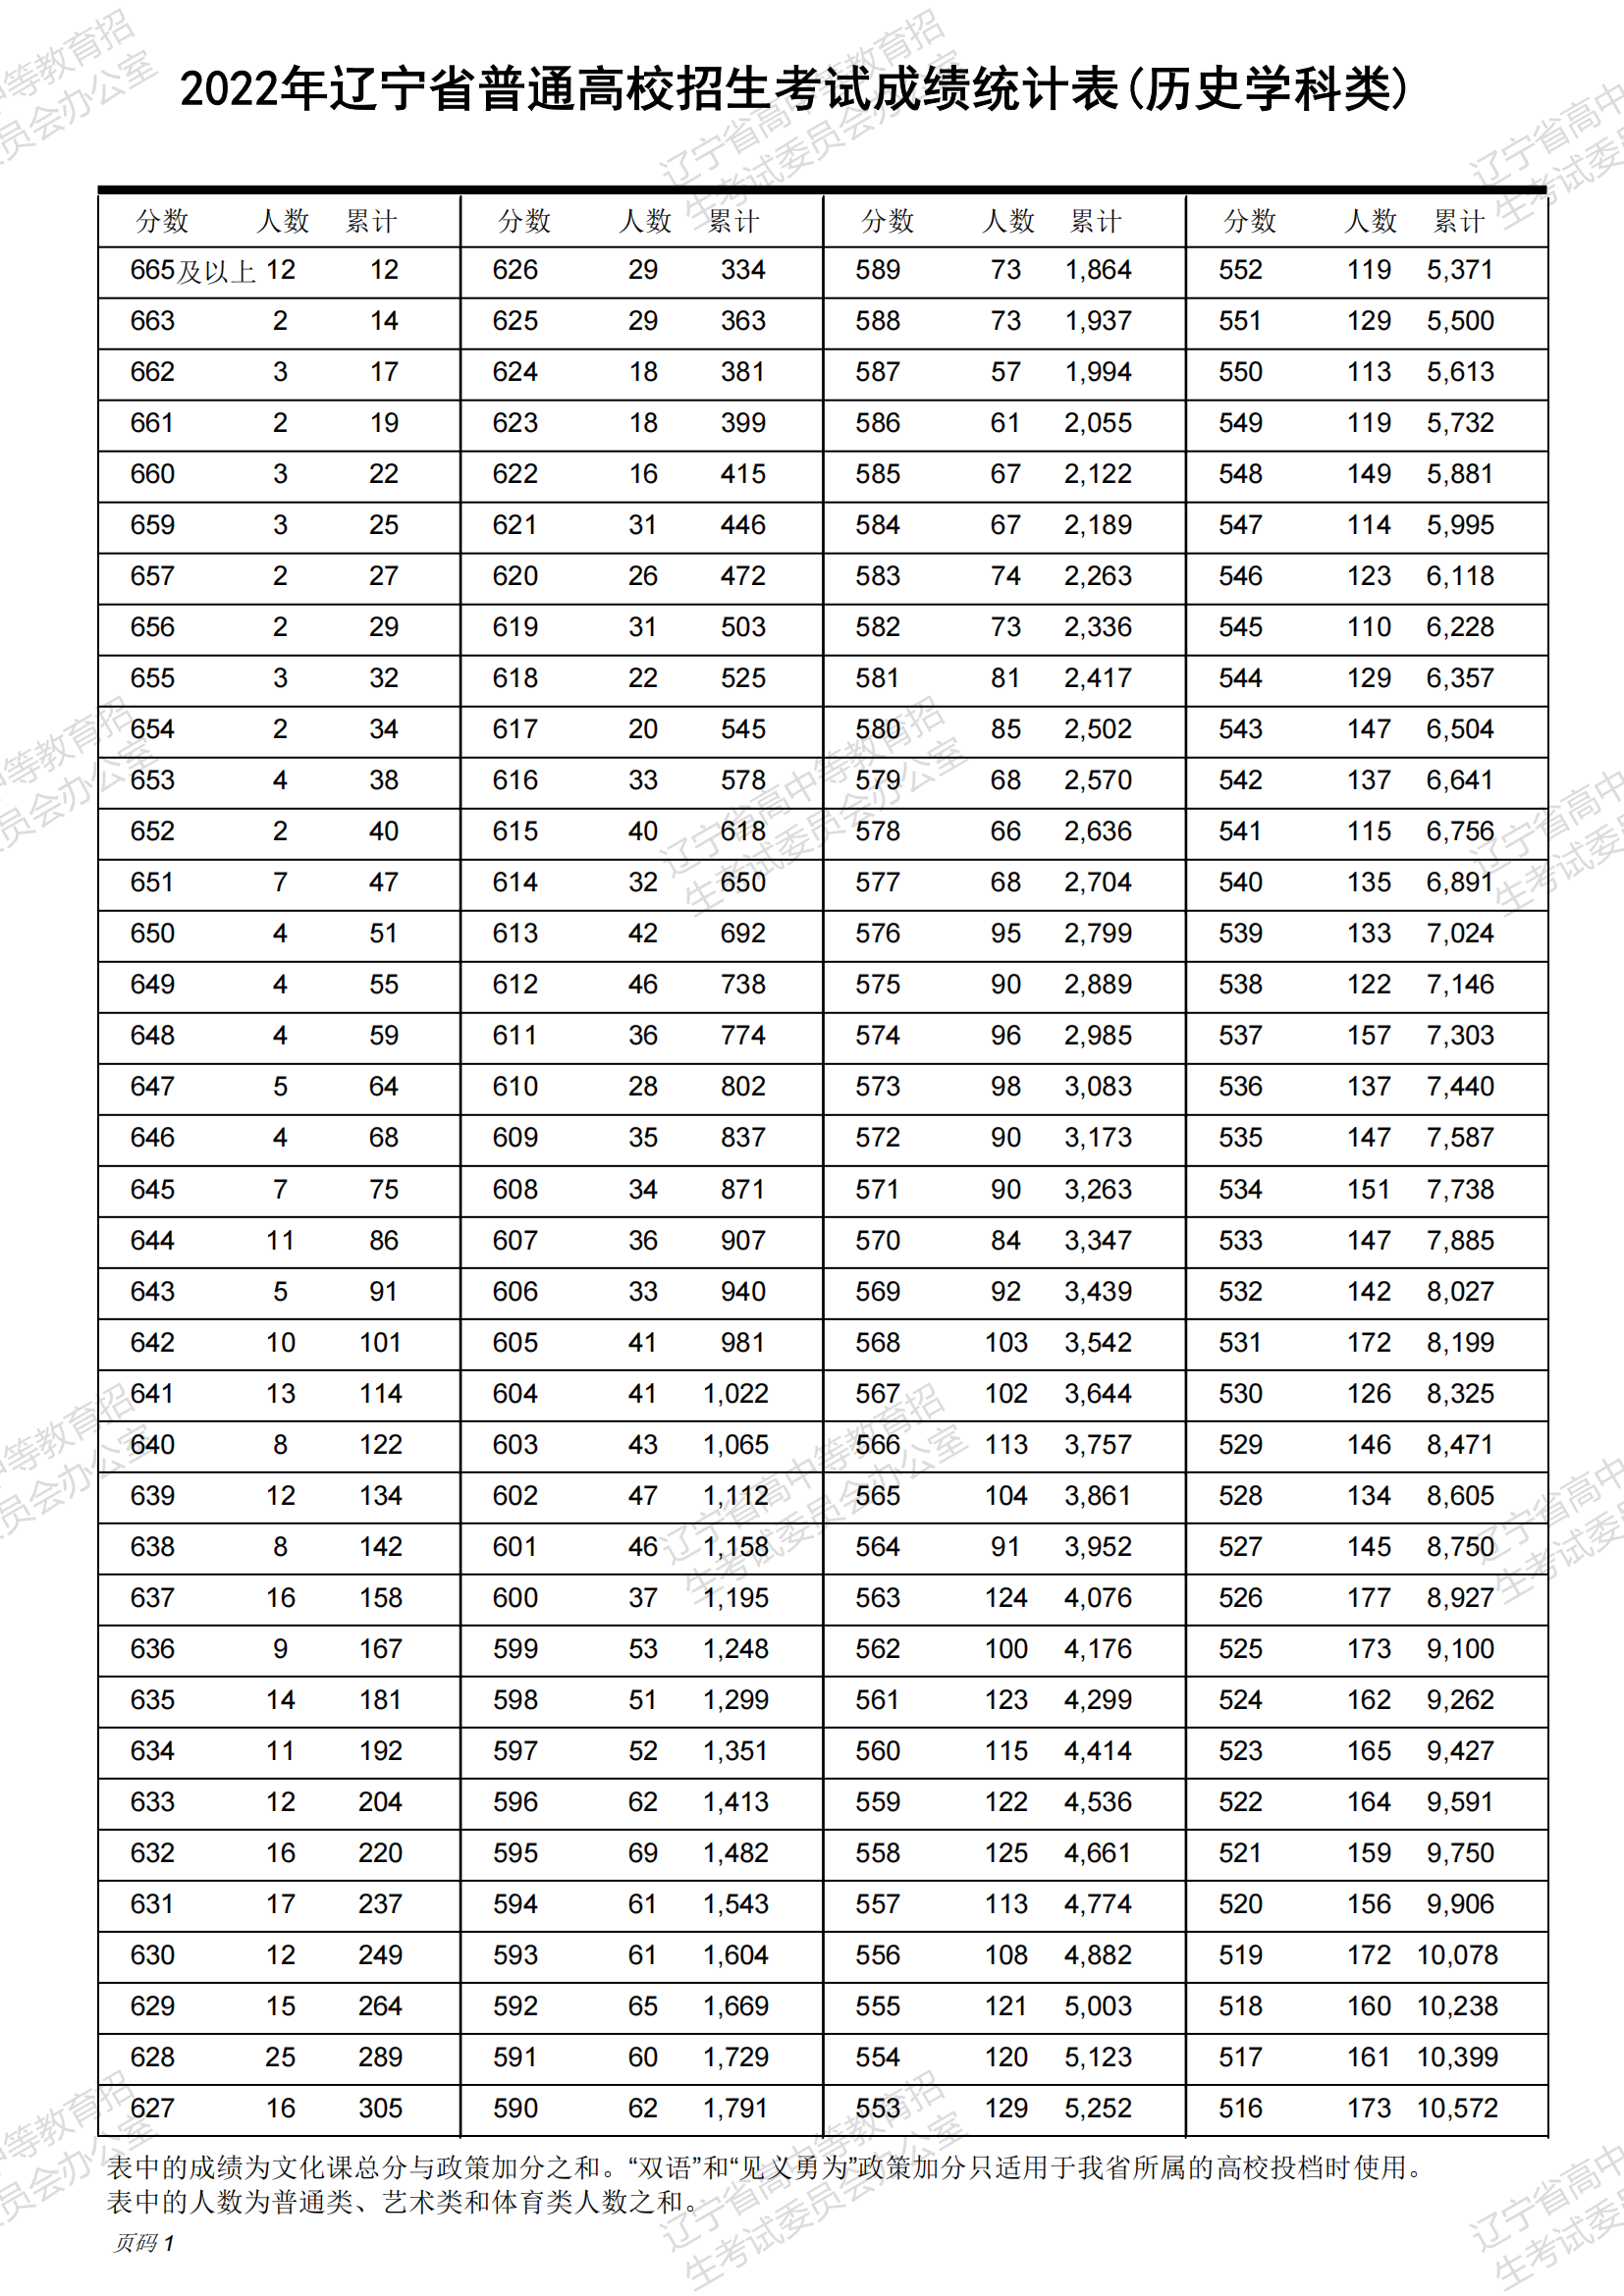 2022年辽宁省普通高校招生考试成绩统计表(历史学科类)
分数 人数 累计 分数 人数 累计 分数 人数 累计 分数 人数 累计
665及以上 12 12 626 29 334 589 73 1,864 552 119 5,371
663 2 14 625 29 363 588 73 1,937 551 129 5,500
662 3 17 624 18 381 587 57 1,994 550 113 5,613
661 2 19 623 18 399 586 61 2,055 549 119 5,732
660 3 22 622 16 415 585 67 2,122 548 149 5,881
659 3 25 621 31 446 584 67 2,189 547 114 5,995
657 2 27 620 26 472 583 74 2,263 546 123 6,118
656 2 29 619 31 503 582 73 2,336 545 110 6,228
655 3 32 618 22 525 581 81 2,417 544 129 6,357
654 2 34 617 20 545 580 85 2,502 543 147 6,504
653 4 38 616 33 578 579 68 2,570 542 137 6,641
652 2 40 615 40 618 578 66 2,636 541 115 6,756
651 7 47 614 32 650 577 68 2,704 540 135 6,891
650 4 51 613 42 692 576 95 2,799 539 133 7,024
649 4 55 612 46 738 575 90 2,889 538 122 7,146
648 4 59 611 36 774 574 96 2,985 537 157 7,303
647 5 64 610 28 802 573 98 3,083 536 137 7,440
646 4 68 609 35 837 572 90 3,173 535 147 7,587
645 7 75 608 34 871 571 90 3,263 534 151 7,738
644 11 86 607 36 907 570 84 3,347 533 147 7,885
643 5 91 606 33 940 569 92 3,439 532 142 8,027
642 10 101 605 41 981 568 103 3,542 531 172 8,199
641 13 114 604 41 1,022 567 102 3,644 530 126 8,325
640 8 122 603 43 1,065 566 113 3,757 529 146 8,471
639 12 134 602 47 1,112 565 104 3,861 528 134 8,605
638 8 142 601 46 1,158 564 91 3,952 527 145 8,750
637 16 158 600 37 1,195 563 124 4,076 526 177 8,927
636 9 167 599 53 1,248 562 100 4,176 525 173 9,100
635 14 181 598 51 1,299 561 123 4,299 524 162 9,262
634 11 192 597 52 1,351 560 115 4,414 523 165 9,427
633 12 204 596 62 1,413 559 122 4,536 522 164 9,591
632 16 220 595 69 1,482 558 125 4,661 521 159 9,750
631 17 237 594 61 1,543 557 113 4,774 520 156 9,906
630 12 249 593 61 1,604 556 108 4,882 519 172 10,078
629 15 264 592 65 1,669 555 121 5,003 518 160 10,238
628 25 289 591 60 1,729 554 120 5,123 517 161 10,399
627 16 305 590 62 1,791 553 129 5,252 516 173 10,572
表中的成绩为文化课总分与政策加分之和。“双语”和“见义勇为”政策加分只适用于我省所属的高校投档时使用。
表中的人数为普通类、艺术类和体育类人数之和。
页码 1
辽宁省高中等教育招
生考试委员会办公室